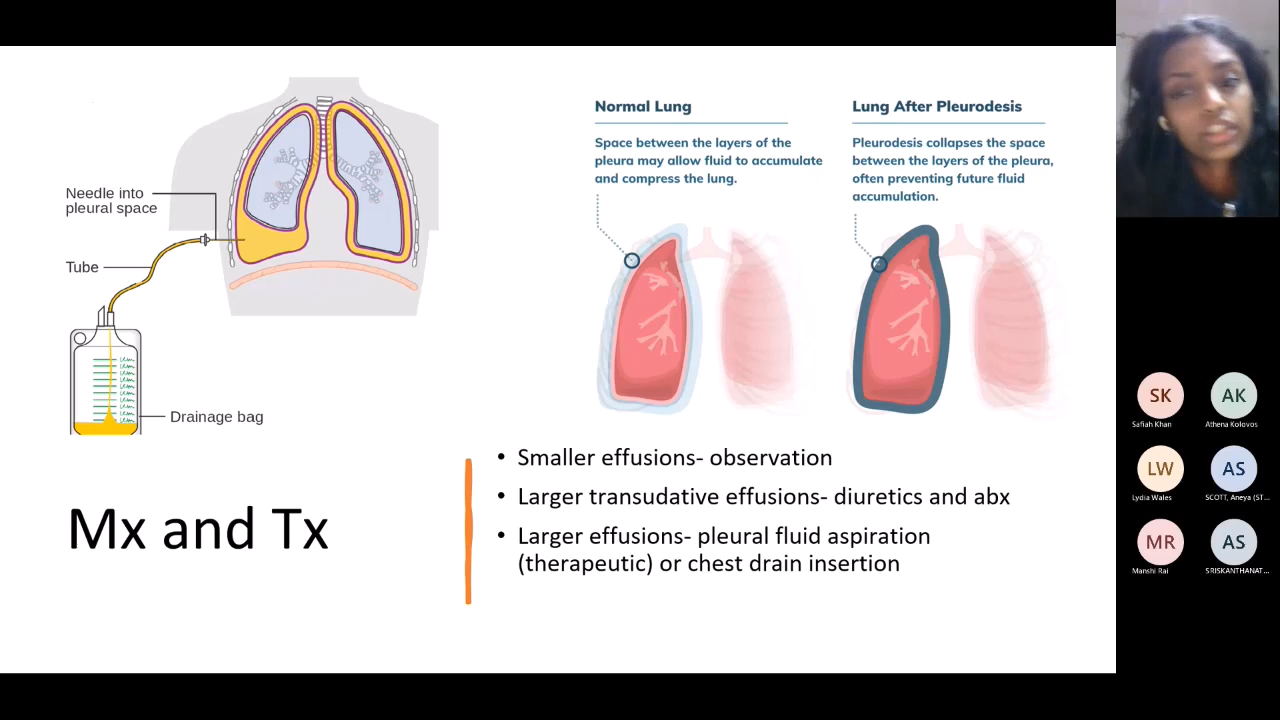 Needle into
pleural space
Tube
Drainage bag
Normal Lung
Space between the layers of the
pleura may allow fluid to accumulate
and compress the lung.
Lung After Pleurodesis
Pleurodesis collapses the space
between the layers of the pleura,
often preventing future fluid
accumulation.
Mx and Tx
• Smaller effusions- observation
• Larger transudative effusions- diuretics and abx
• Larger effusions- pleural fluid aspiration
(therapeutic) or chest drain insertion
SK
Safiah Khan
AK
Athena Kolovos
LW
Lydia Wales
AS
SCOTT, Aneya (ST...
MR
Manshi Rai
AS
SRISKANTHANAT...